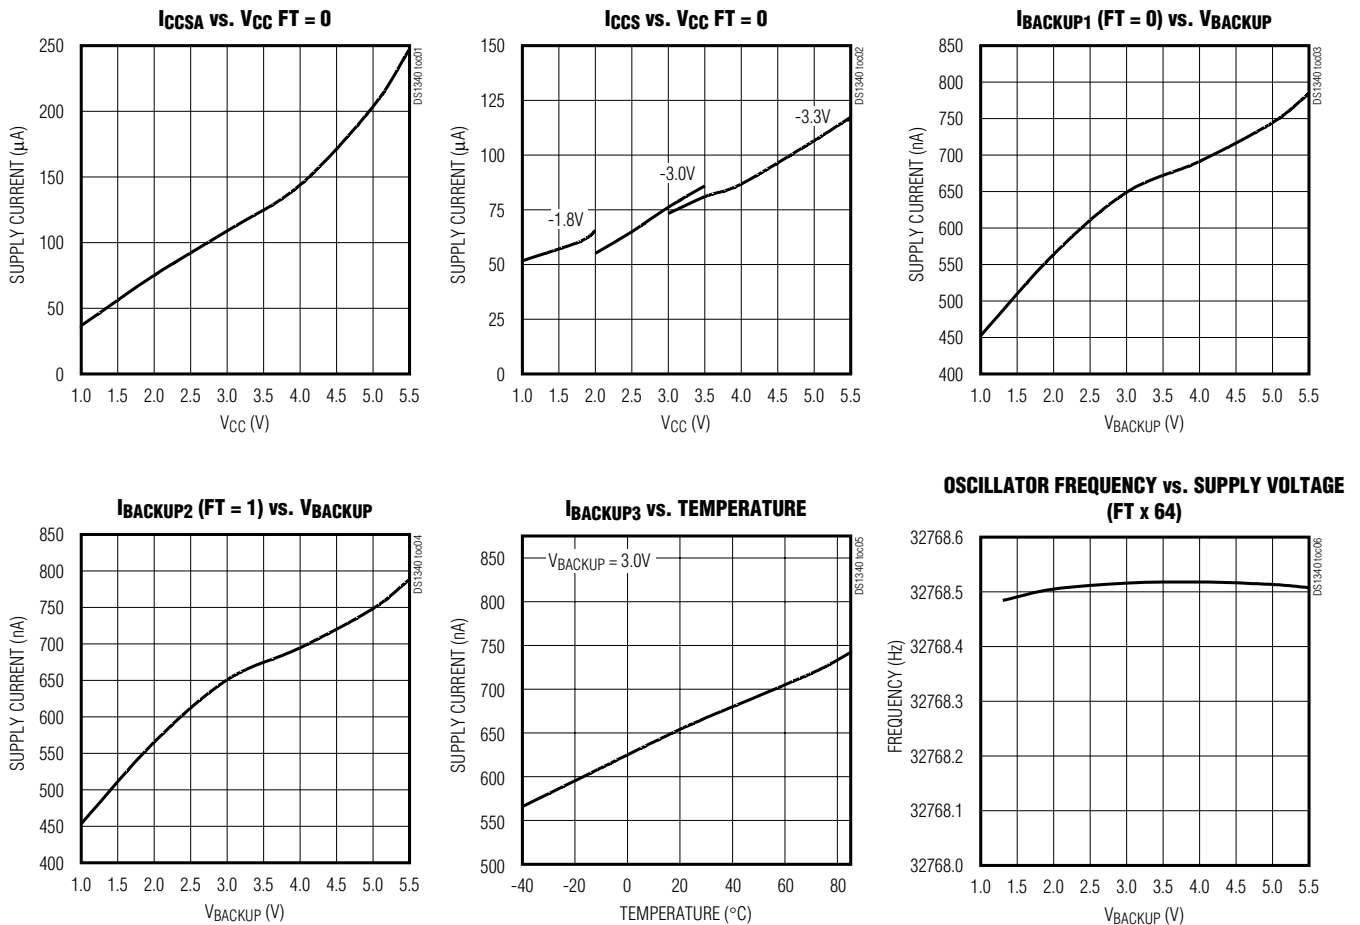 ICCSA vs. VCC FT = 0
250
200
150
100
50
0
SUPPLY CURRENT (µA)
1.0 1.5 2.0 2.5 3.0 3.5 4.0 4.5 5.0 5.5
VCC (V)
DS1340 toc01
ICCS vs. VCC FT = 0
150
125
100
75
50
25
0
SUPPLY CURRENT (µA)
-1.8V
-3.0V
-3.3V
1.0 1.5 2.0 2.5 3.0 3.5 4.0 4.5 5.0 5.5
VCC (V)
DS1340 toc02
IBACKUP1 (FT = 0) vs. VBACKUP
850
800
750
700
650
600
550
500
450
400
SUPPLY CURRENT (nA)
1.0 1.5 2.0 2.5 3.0 3.5 4.0 4.5 5.0 5.5
VBACKUP (V)
DS1340 toc03
IBACKUP2 (FT = 1) vs. VBACKUP
850
800
750
700
650
600
550
500
450
400
SUPPLY CURRENT (nA)
1.0 1.5 2.0 2.5 3.0 3.5 4.0 4.5 5.0 5.5
VBACKUP (V)
DS1340 toc04
IBACKUP3 vs. TEMPERATURE
VBACKUP = 3.0V
850
800
750
700
650
600
550
500
SUPPLY CURRENT (nA)
-40 -20 0 20 40 60 80
TEMPERATURE (°C)
DS1340 toc05
OSCILLATOR FREQUENCY vs. SUPPLY VOLTAGE
(FT x 64)
32768.6
32768.5
32768.4
32768.3
32768.2
32768.1
32768.0
FREQUENCY (Hz)
1.0 1.5 2.0 2.5 3.0 3.5 4.0 4.5 5.0 5.5
VBACKUP (V)
DS1340 toc06